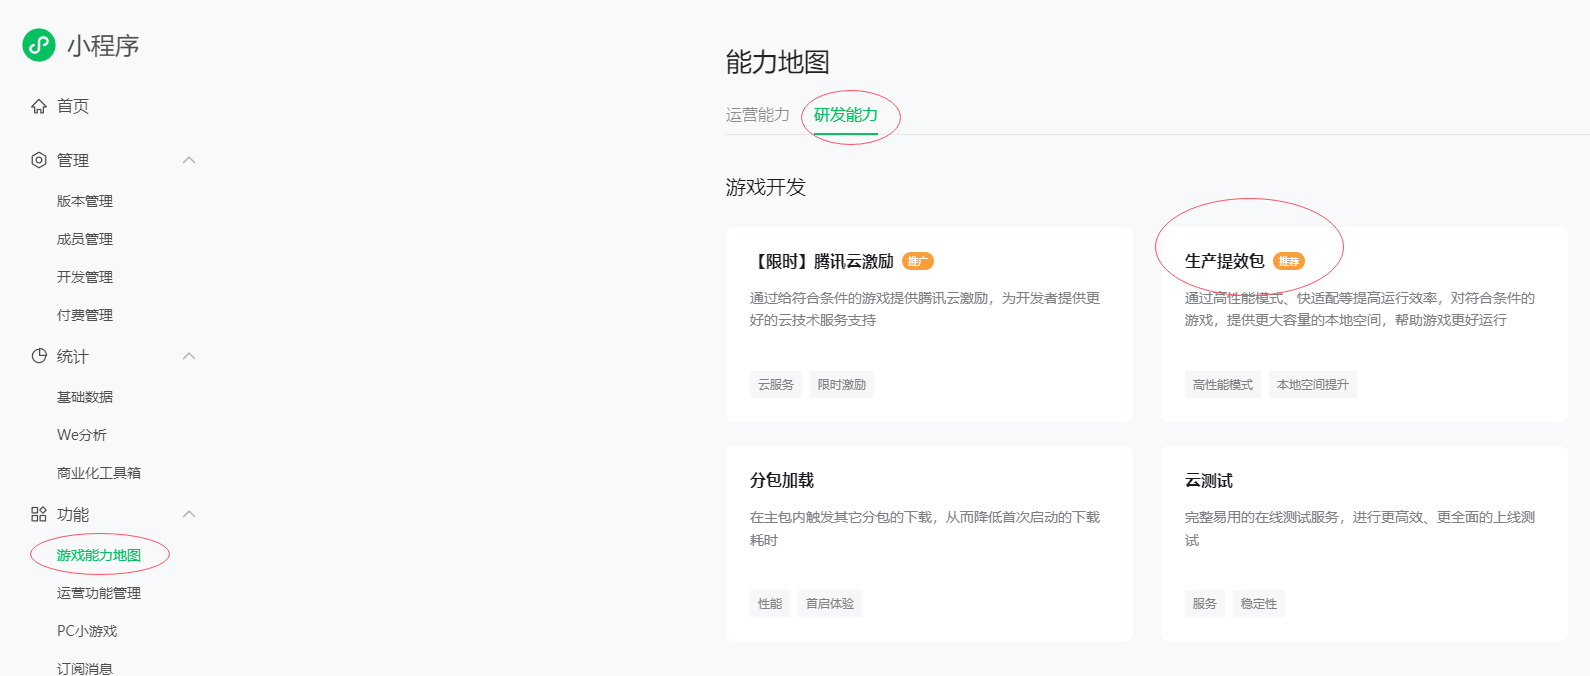 小程序
首页
管理
版本管理
成员管理
开发管理
付费管理
统计
基础数据
We分析
商业化工具箱
功能
游戏能力地图
运营功能管理
PC小游戏
订阅消息
能力地图
运营能力 研发能力
游戏开发
【限时】腾讯云激励 推广
通过给符合条件的游戏提供腾讯云激励，为开发者提供更
好的云技术服务支持
云服务 限时激励
生产提效包 推荐
通过高性能模式、快适配等提高运行效率，对符合条件的
游戏，提供更大容量的本地空间，帮助游戏更好运行
高性能模式 本地空间提升
分包加载
在主包内触发其它分包的下载，从而降低首次启动的下载
耗时
性能 首启体验
云测试
完整易用的在线测试服务，进行更高效、更全面的上线测
试
服务 稳定性